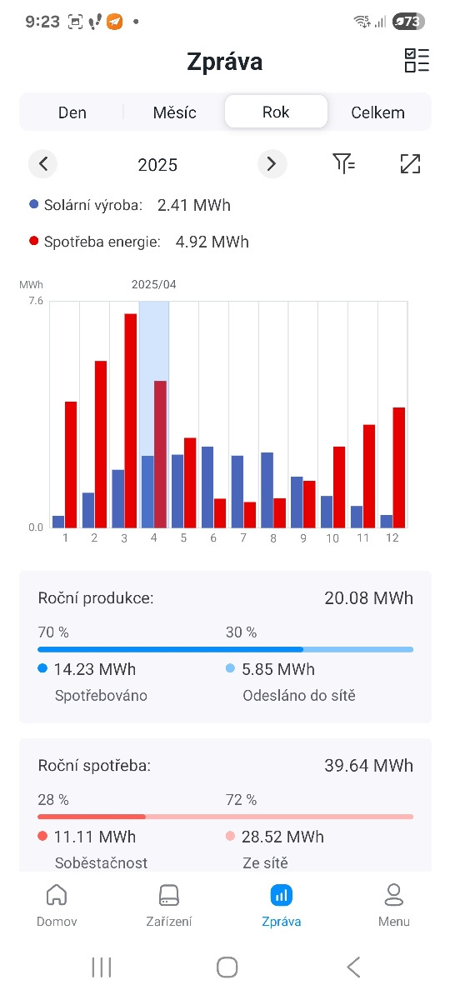 9:23
73
Zpráva
Den Měsíc Rok Celkem
2025
Solární výroba: 2.41 MWh
Spotřeba energie: 4.92 MWh
MWh 2025/04
7.6
0.0
1 2 3 4 5 6 7 8 9 10 11 12
Roční produkce: 20.08 MWh
70 % 30 %
14.23 MWh 5.85 MWh
Spotřebováno Odesláno do sítě
Roční spotřeba: 39.64 MWh
28 % 72 %
11.11 MWh 28.52 MWh
Soběstačnost Ze sítě
Domov Zařízení Zpráva Menu